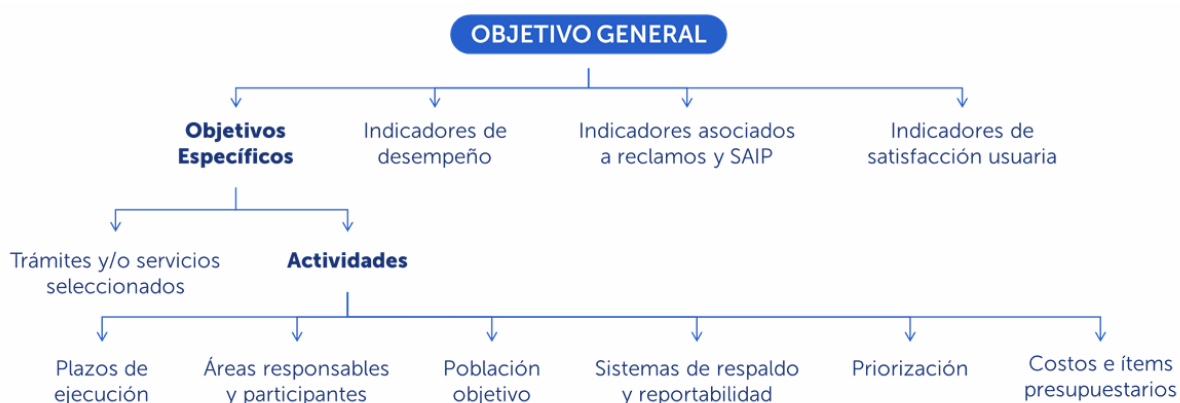 OBJETIVO GENERAL
Objetivos
Específicos
Indicadores de
desempeño
Indicadores asociados
a reclamos y SAIP
Indicadores de
satisfacción usuaria
Trámites y/o servicios
seleccionados
Actividades
Plazos de
ejecución
Áreas responsables
y participantes
Población
objetivo
Sistemas de respaldo
y reportabilidad
Priorización
Costos e ítems
presupuestarios